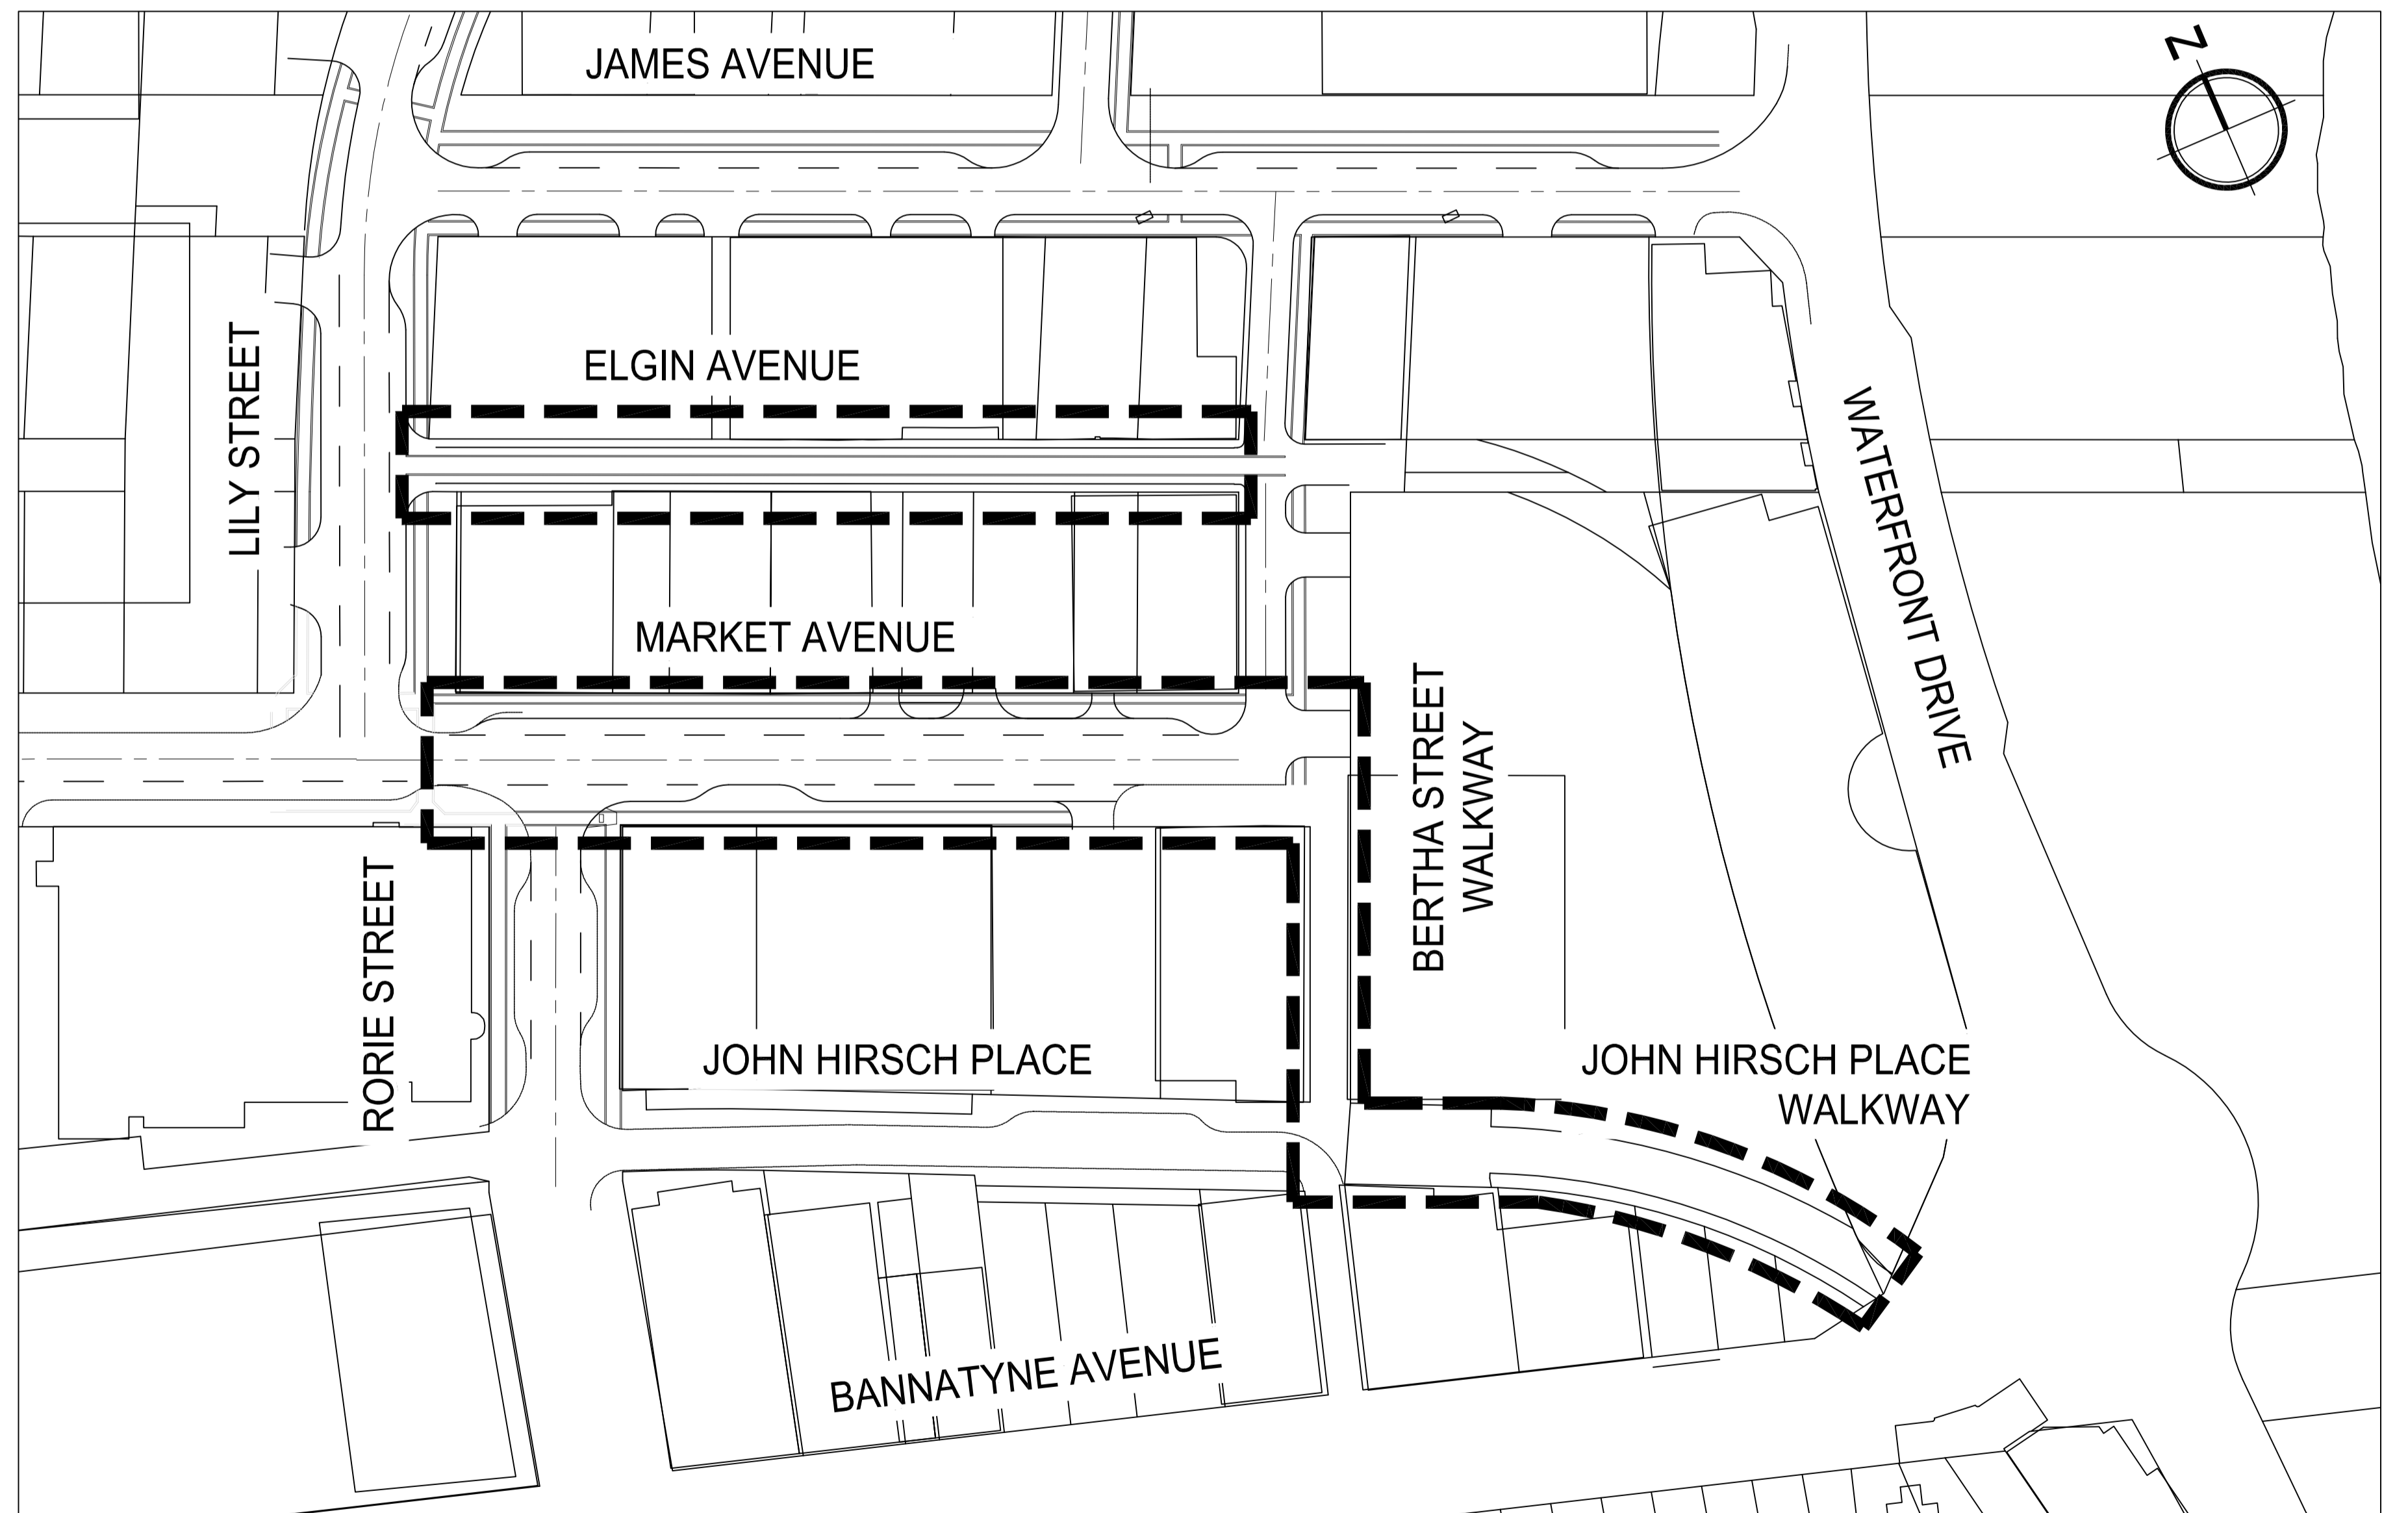 JAMES AVENUE
N
ELGIN AVENUE
LILY STREET
WATERFRONT DRIVE
MARKET AVENUE
BERTHA STREET
WALKWAY
RORIE STREET
JOHN HIRSCH PLACE
JOHN HIRSCH PLACE
WALKWAY
BANNATYNE AVENUE